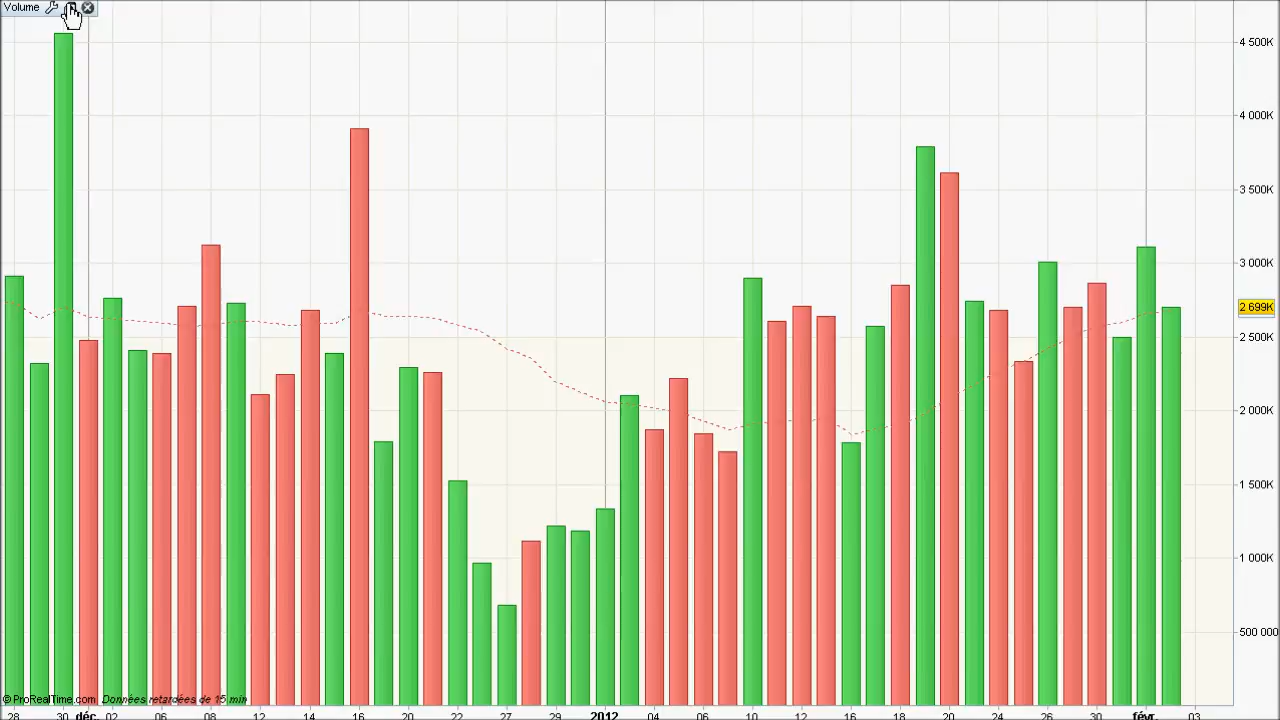 Volume
4 500K
4 000K
3 500K
3 000K
2 699K
2 500K
2 000K
1 500K
1 000K
500 000
© ProRealTime.com Données retardées de 15 min
28 30 déc. 02 06 08 12 14 16 20 22 27 29 2012 04 06 10 12 16 18 20 24 26 30 févr. 03